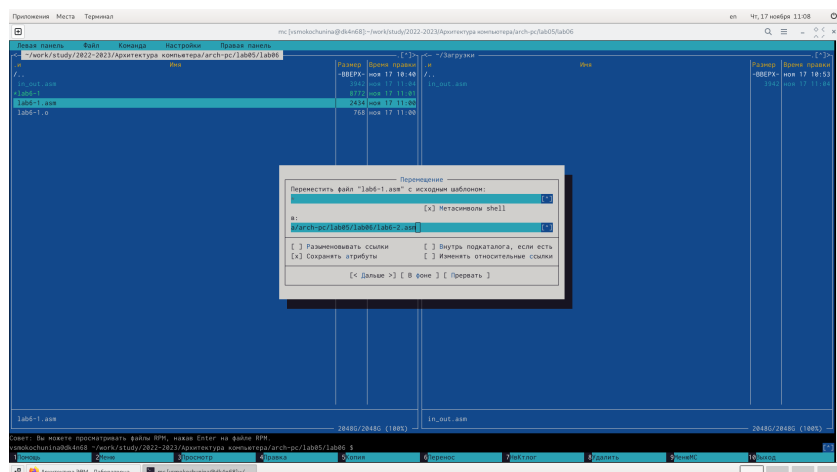 Приложения Места Терминал en Чт, 17 ноября 11:08
mc [vsmokochunina@dk4n68]:~/work/study/2022-2023/Архитектура компьютера/arch-pc/lab05/lab06
Левая панель Файл Команда Настройки Правая панель
~/work/study/2022-2023/Архитектура компьютера/arch-pc/lab05/lab06 .[^]> <- ~/Загрузки .[^]>
.и Имя Размер Время правки .и Имя Размер Время правки
/.. -ВВЕРХ- ноя 17 10:40 /.. -ВВЕРХ- ноя 17 10:53
in_out.asm 3942 ноя 17 11:04 in_out.asm 3942 ноя 17 11:04
*lab6-1 8772 ноя 17 11:01
lab6-1.asm 2434 ноя 17 11:00
lab6-1.o 768 ноя 17 11:00
Перемещение
Переместить файл "lab6-1.asm" с исходным шаблоном:
*
[^]
[x] Метасимволы shell
в:
а/arch-pc/lab05/lab06/lab6-2.asm [^]
[ ] Разыменовывать ссылки [ ] Внутрь подкаталога, если есть
[x] Сохранять атрибуты [ ] Изменять относительные ссылки
[< Дальше >] [ В фоне ] [ Прервать ]
lab6-1.asm in_out.asm
2048G/2048G (100%) 2048G/2048G (100%)
Совет: Вы можете просматривать файлы RPM, нажав Enter на файле RPM.
vsmokochunina@dk4n68 ~/work/study/2022-2023/Архитектура компьютера/arch-pc/lab05/lab06 $ [^]
1Помощь 2Меню 3Просмотр 4Правка 5Копия 6Перенос 7НвКтлог 8Удалить 9МенюMC 10Выход